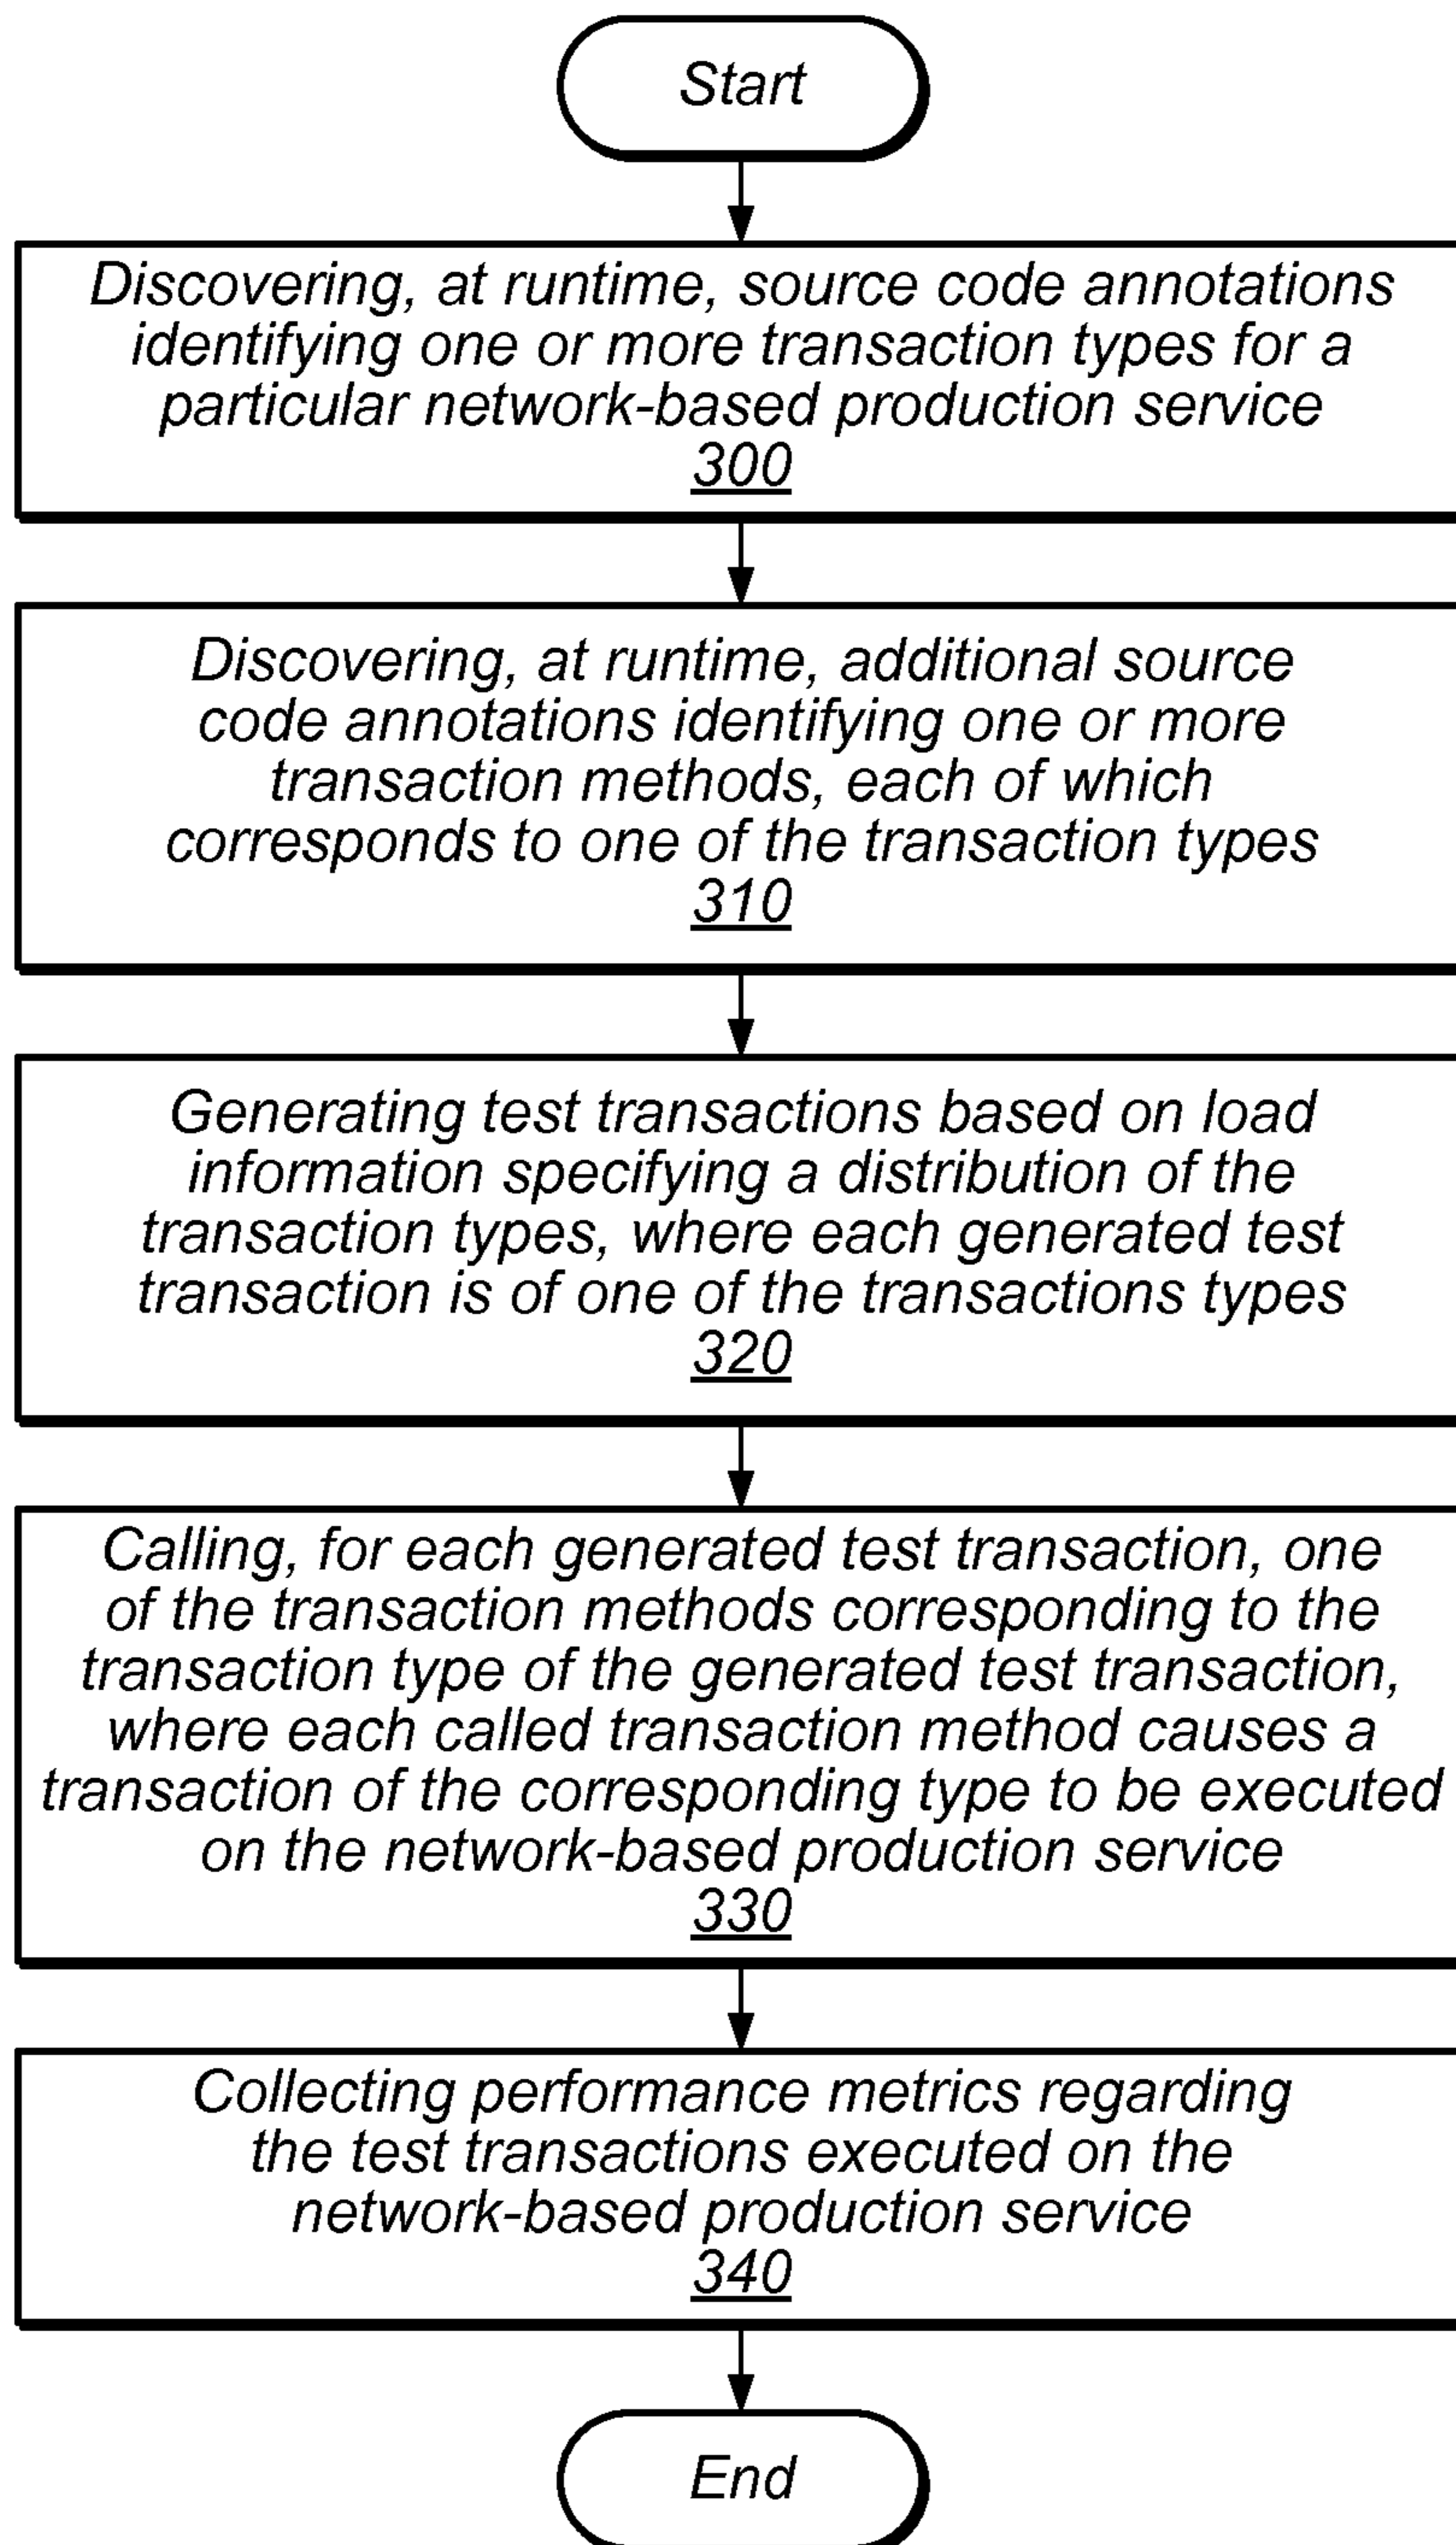 Start
Discovering, at runtime, source code annotations
identifying one or more transaction types for a
particular network-based production service
300
Discovering, at runtime, additional source
code annotations identifying one or more
transaction methods, each of which
corresponds to one of the transaction types
310
Generating test transactions based on load
information specifying a distribution of the
transaction types, where each generated test
transaction is of one of the transactions types
320
Calling, for each generated test transaction, one
of the transaction methods corresponding to the
transaction type of the generated test transaction,
where each called transaction method causes a
transaction of the corresponding type to be executed
on the network-based production service
330
Collecting performance metrics regarding
the test transactions executed on the
network-based production service
340
End